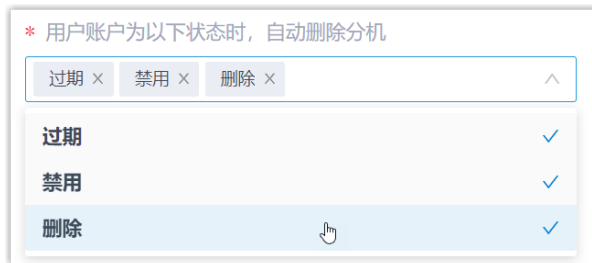 * 用户账户为以下状态时，自动删除分机
过期 × 禁用 × 删除 ×
过期
禁用
删除